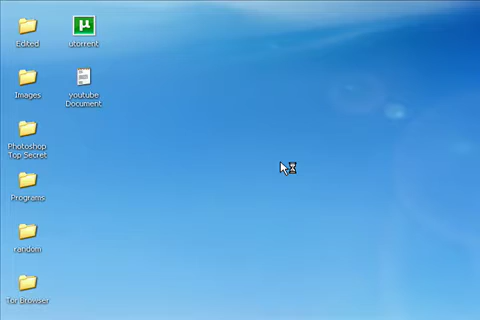 Edited
utorrent
Images
youtube
Document
Photoshop
Top Secret
Programs
random
Tor Browser